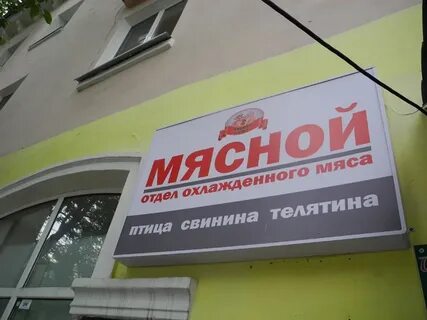 МЯСНОЙ
ОТДЕЛ ОХЛАЖДЕННОГО МЯСА
ПТИЦА СВИНИНА ТЕЛЯТИНА